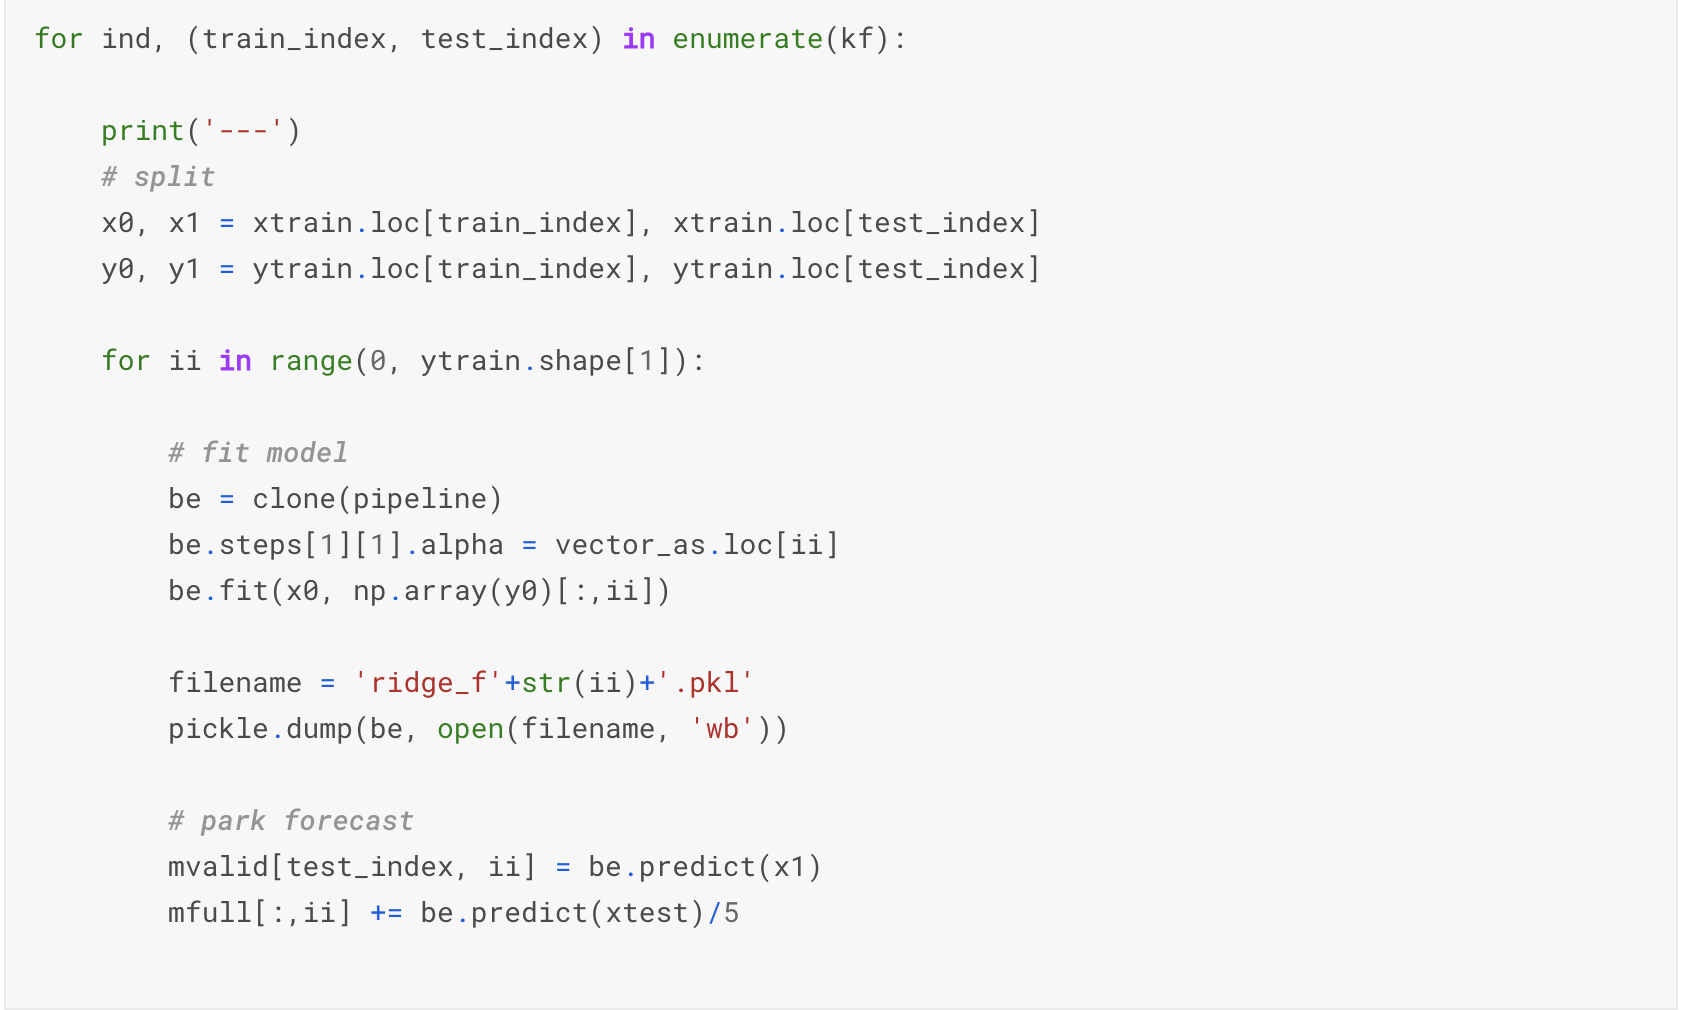 for ind, (train_index, test_index) in enumerate(kf):
    print('---')
    # split
    x0, x1 = xtrain.loc[train_index], xtrain.loc[test_index]
    y0, y1 = ytrain.loc[train_index], ytrain.loc[test_index]
    for ii in range(0, ytrain.shape[1]):
        # fit model
        be = clone(pipeline)
        be.steps[1][1].alpha = vector_as.loc[ii]
        be.fit(x0, np.array(y0)[:,ii])
        filename = 'ridge_f'+str(ii)+'.pkl'
        pickle.dump(be, open(filename, 'wb'))
        # park forecast
        mvalid[test_index, ii] = be.predict(x1)
        mfull[:,ii] += be.predict(xtest)/5